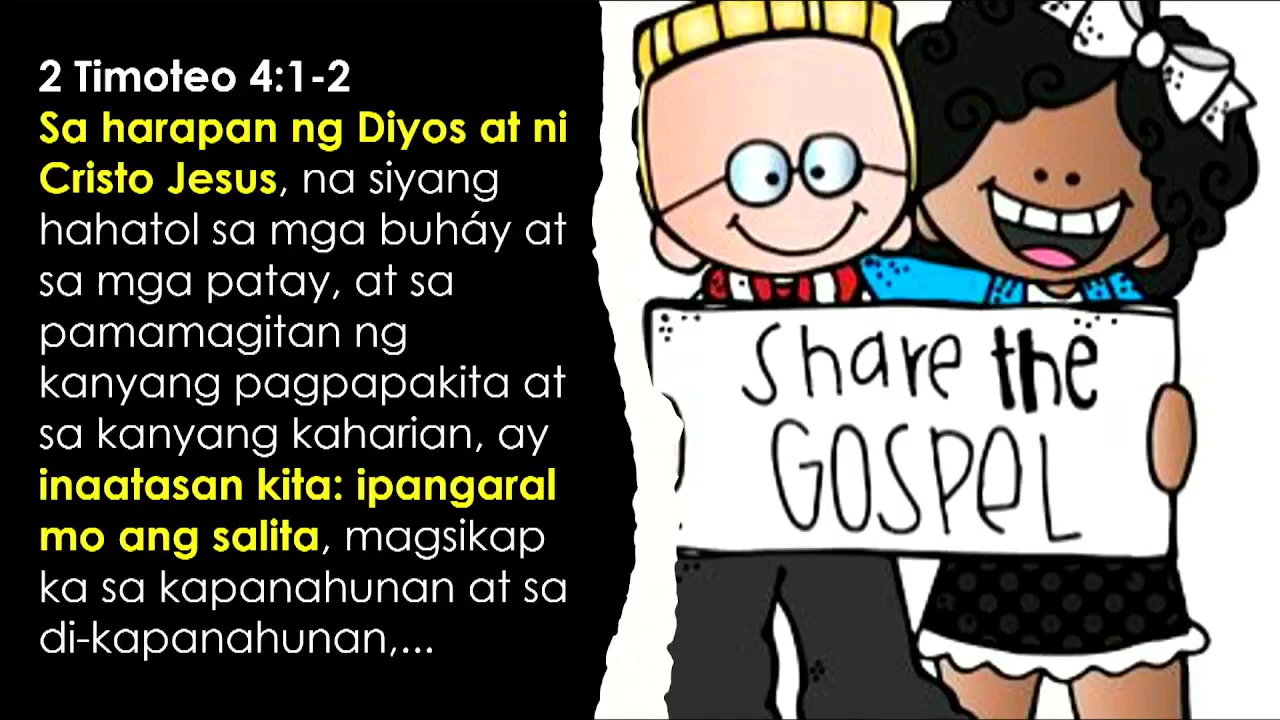 2 Timoteo 4:1-2
Sa harapan ng Diyos at ni
Cristo Jesus, na siyang
hahatol sa mga buháy at
sa mga patay, at sa
pamamagitan ng
kanyang pagpapakita at
sa kanyang kaharian, ay
inaatasan kita: ipangaral
mo ang salita, magsikap
ka sa kapanahunan at sa
di-kapanahunan,...
Share the
GOSPEL